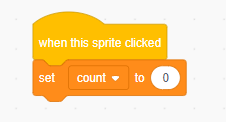 when this sprite clicked
set count to 0